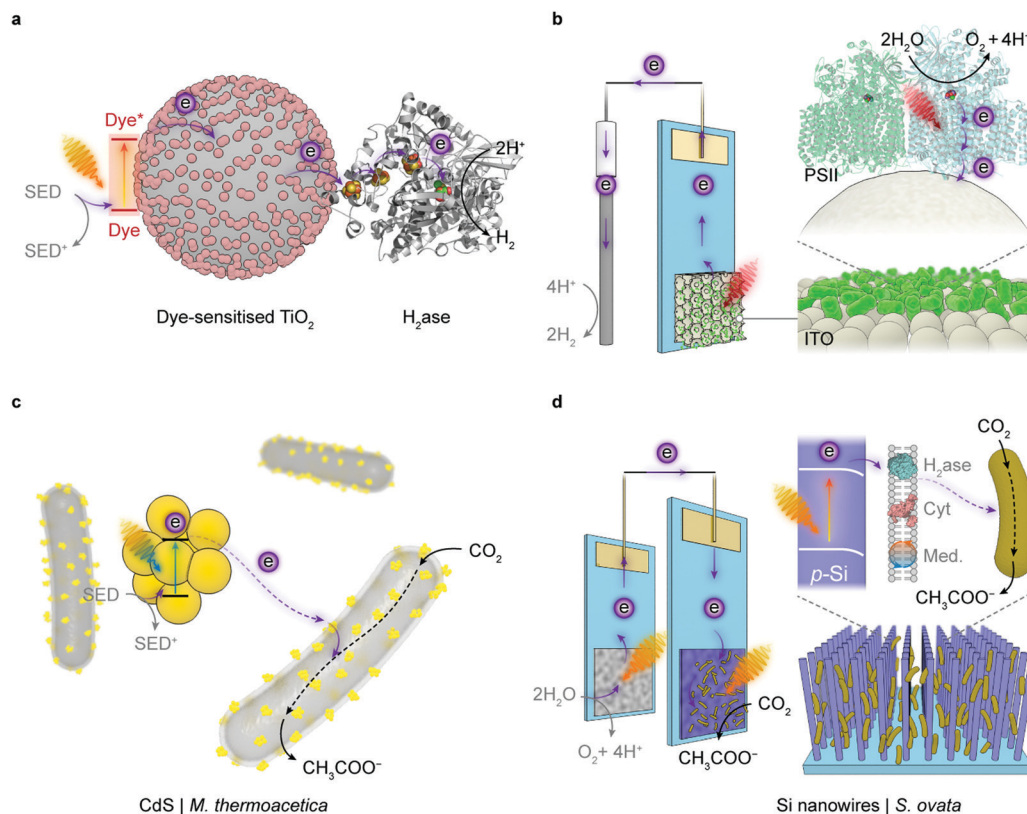 a
Dye*
e
e
e
2H⁺
SED
SED⁺
Dye
H₂
Dye-sensitised TiO₂
H₂ase
b
e
2H₂O
O₂ + 4H⁺
e
e
PSII
e
e
4H⁺
2H₂
ITO
c
e
e
CO₂
SED
SED⁺
CH₃COO⁻
CdS | M. thermoacetica
d
e
e
CO₂
H₂ase
Cyt
Med.
p-Si
CH₃COO⁻
e
e
2H₂O
CO₂
O₂ + 4H⁺
CH₃COO⁻
Si nanowires | S. ovata